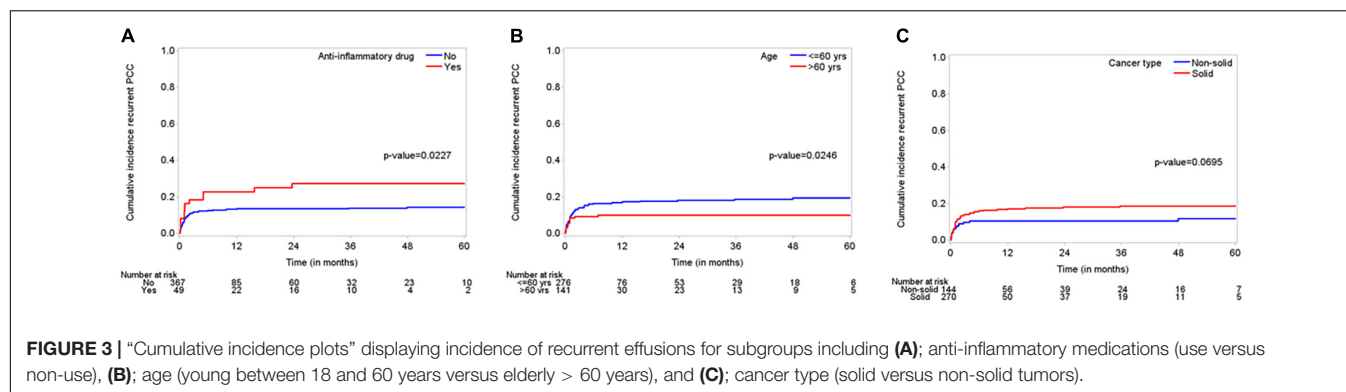 A
Anti-inflammatory drug
No
Yes
Cumulative incidence recurrent PCC
1.0
0.8
0.6
0.4
0.2
0.0
p-value=0.0227
0 12 24 36 48 60
Time (in months)
Number at risk
No 367 85 60 32 23 10
Yes 49 22 16 10 4 2
B
Age
<=60 yrs
>60 yrs
Cumulative incidence recurrent PCC
1.0
0.8
0.6
0.4
0.2
0.0
p-value=0.0246
0 12 24 36 48 60
Time (in months)
Number at risk
<=60 yrs 276 76 53 29 18 6
>60 yrs 141 30 23 13 9 5
C
Cancer type
Non-solid
Solid
Cumulative incidence recurrent PCC
1.0
0.8
0.6
0.4
0.2
0.0
p-value=0.0695
0 12 24 36 48 60
Time (in months)
Number at risk
Non-solid 144 56 39 24 16 7
Solid 270 50 37 19 11 5
FIGURE 3 | “Cumulative incidence plots” displaying incidence of recurrent effusions for subgroups including (A); anti-inflammatory medications (use versus
non-use), (B); age (young between 18 and 60 years versus elderly > 60 years), and (C); cancer type (solid versus non-solid tumors).